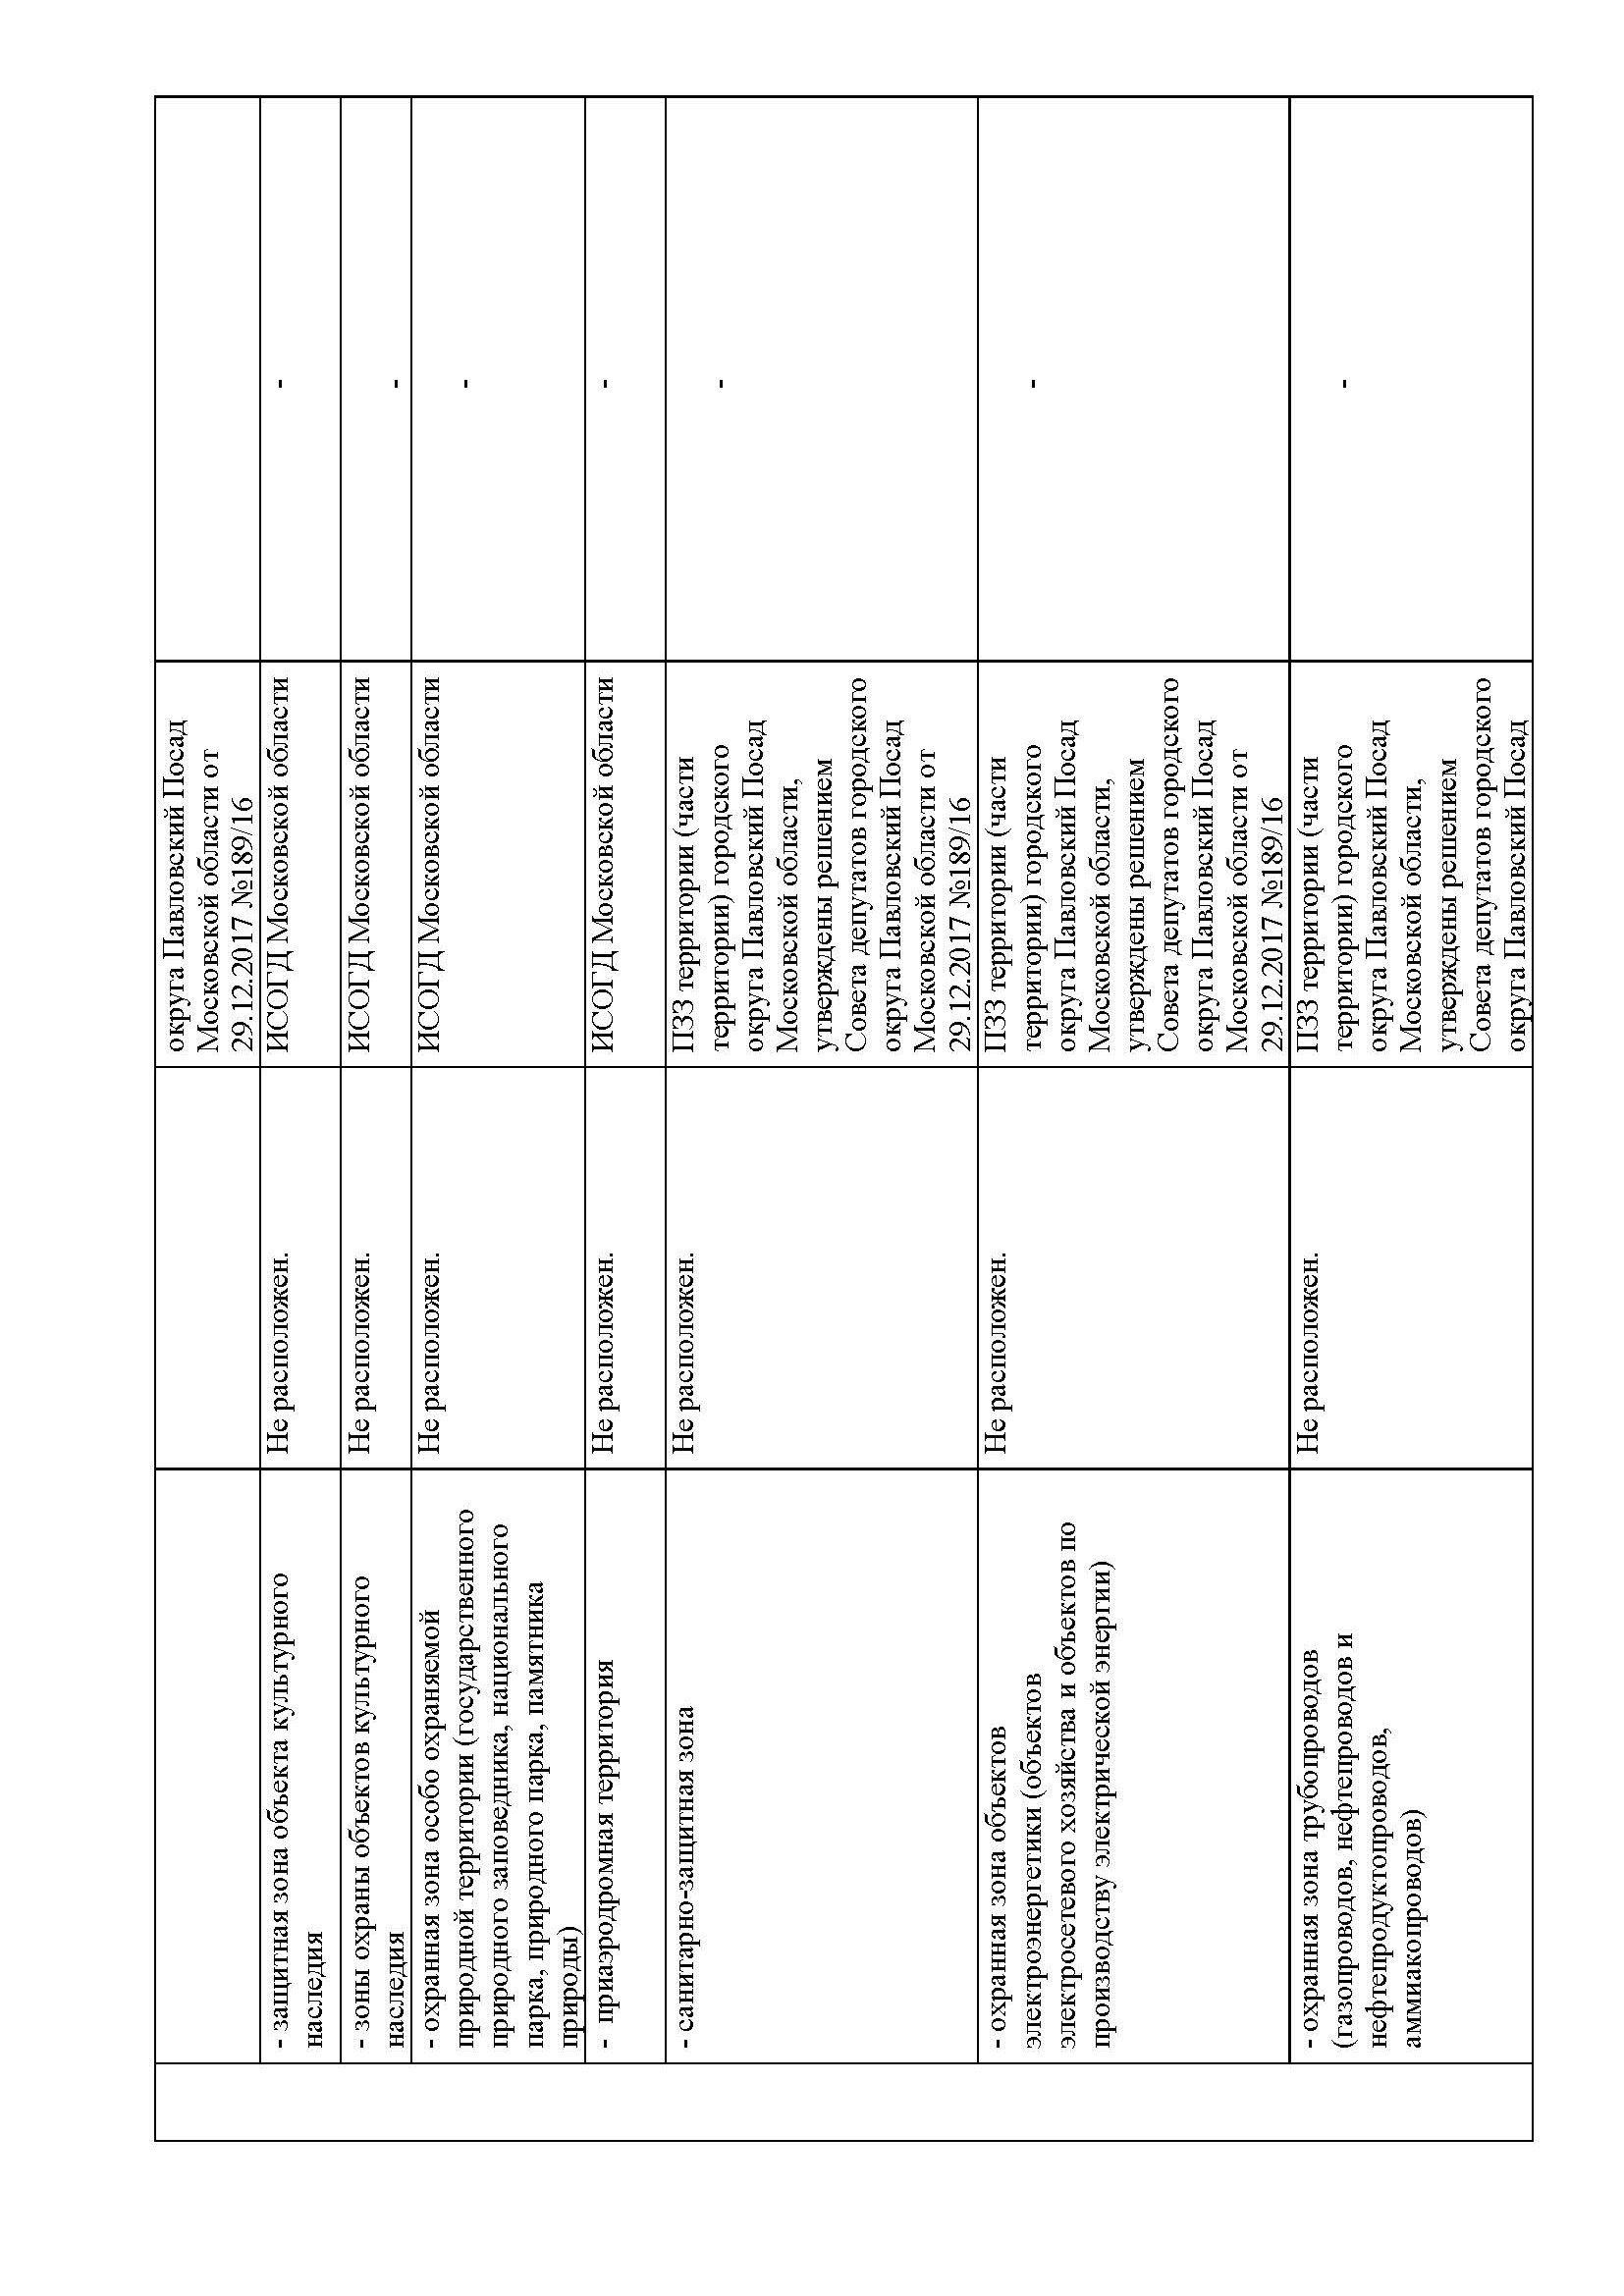 округа Павловский Посад
Московской области от
29.12.2017 №189/16
- защитная зона объекта культурного
наследия
Не расположен.
ИСОГД Московской области
-
- зоны охраны объектов культурного
наследия
Не расположен.
ИСОГД Московской области
-
- охранная зона особо охраняемой
природной территории (государственного
природного заповедника, национального
парка, природного парка, памятника
природы)
Не расположен.
ИСОГД Московской области
-
- приаэродромная территория
Не расположен.
ИСОГД Московской области
-
- санитарно-защитная зона
Не расположен.
ПЗЗ территории (части
территории) городского
округа Павловский Посад
Московской области,
утверждены решением
Совета депутатов городского
округа Павловский Посад
Московской области от
29.12.2017 №189/16
-
- охранная зона объектов
электроэнергетики (объектов
электросетевого хозяйства и объектов по
производству электрической энергии)
Не расположен.
ПЗЗ территории (части
территории) городского
округа Павловский Посад
Московской области,
утверждены решением
Совета депутатов городского
округа Павловский Посад
Московской области от
29.12.2017 №189/16
-
- охранная зона трубопроводов
(газопроводов, нефтепроводов и
нефтепродуктопроводов,
аммиакопроводов)
Не расположен.
ПЗЗ территории (части
территории) городского
округа Павловский Посад
Московской области,
утверждены решением
Совета депутатов городского
округа Павловский Посад
-